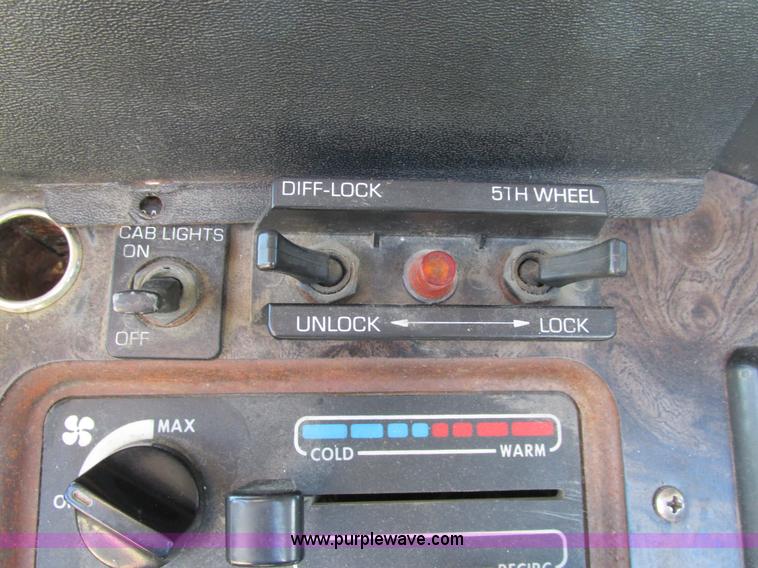 DIFF-LOCK 5TH WHEEL
CAB LIGHTS
ON
OFF
UNLOCK LOCK
MAX
COLD WARM
www.purplewave.com